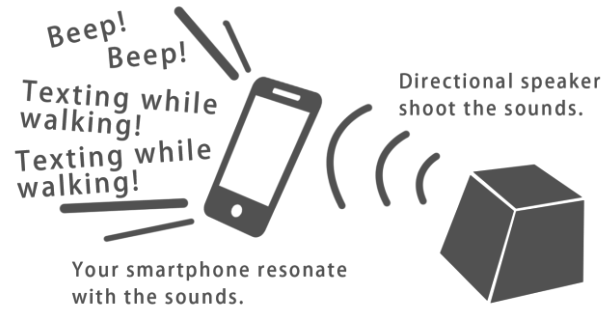 Beep!
Beep!
Texting while
walking!
Texting while
walking!
Directional speaker
shoot the sounds.
Your smartphone resonate
with the sounds.